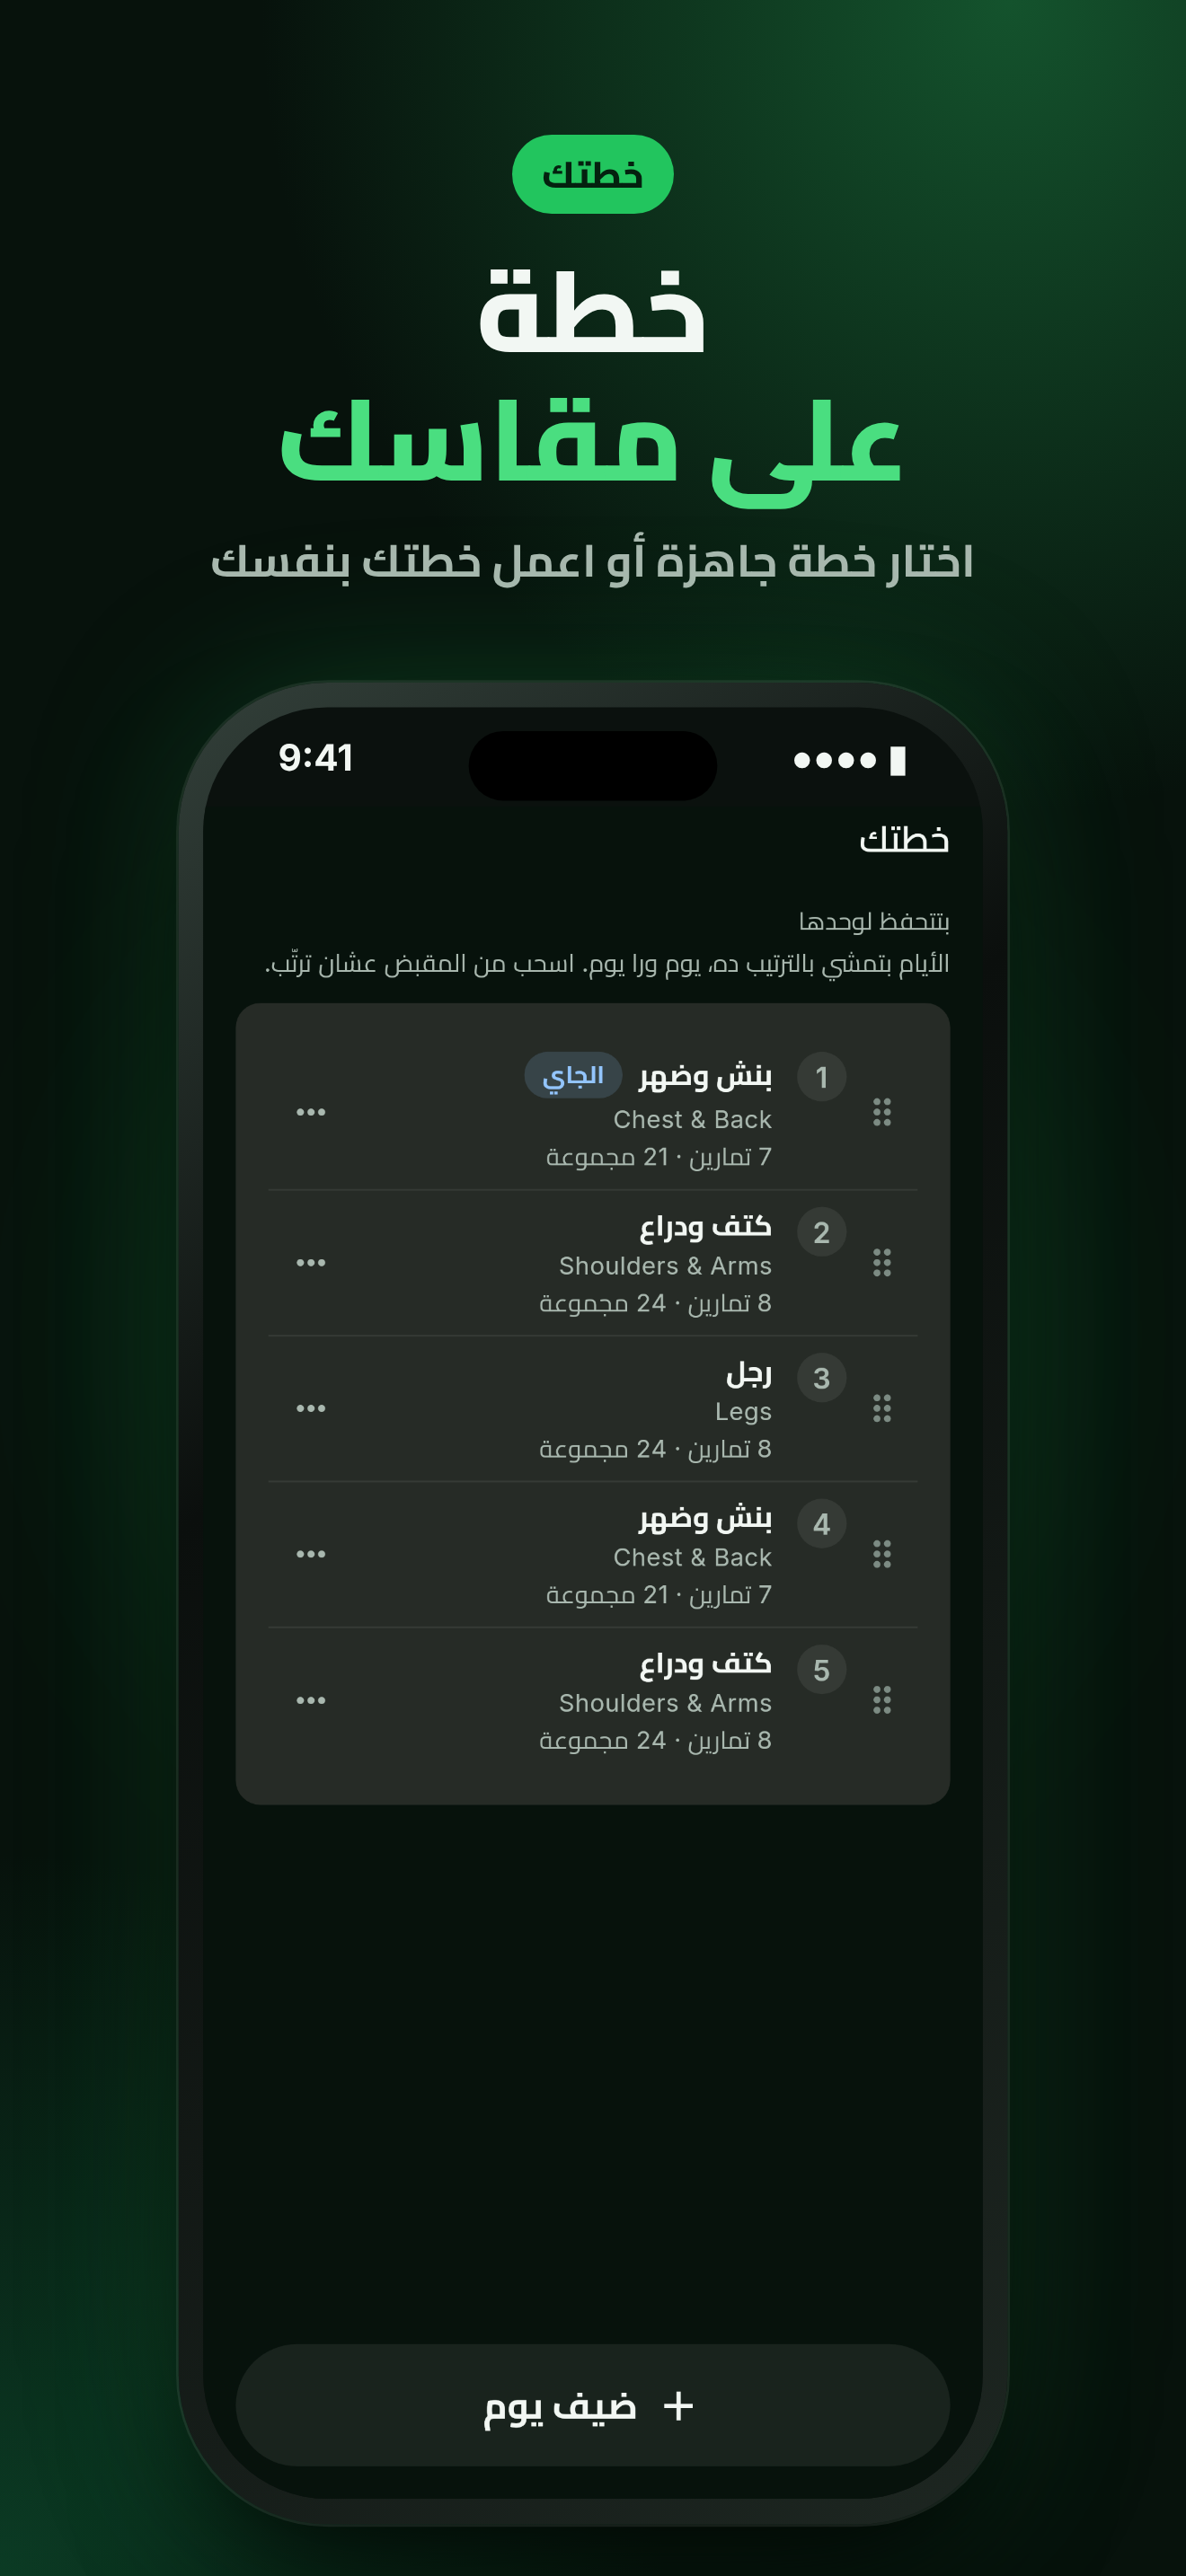 خطتك
خطة
على مقاسك
اختار خطة جاهزة أو اعمل خطتك بنفسك
9:41
خطتك
بتتحفظ لوحدها
الأيام بتمشي بالترتيب ده، يوم ورا يوم. اسحب من المقبض عشان ترتّب.
1
بنش وضهر الجاي
Chest & Back
7 تمارين · 21 مجموعة
2
كتف ودراع
Shoulders & Arms
8 تمارين · 24 مجموعة
3
رجل
Legs
8 تمارين · 24 مجموعة
4
بنش وضهر
Chest & Back
7 تمارين · 21 مجموعة
5
كتف ودراع
Shoulders & Arms
8 تمارين · 24 مجموعة
+ ضيف يوم